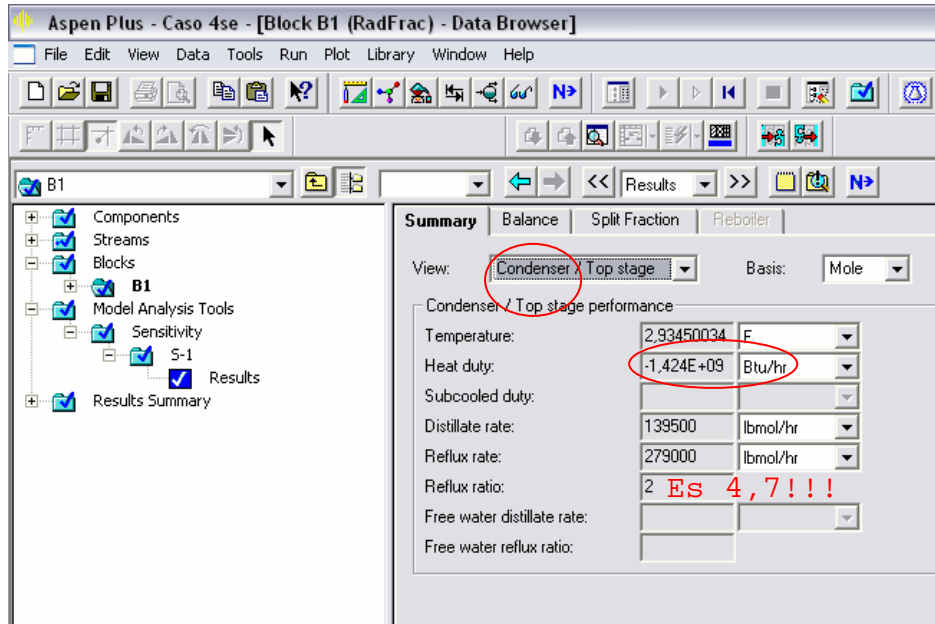 Aspen Plus - Caso 4se - [Block B1 (RadFrac) - Data Browser]
File Edit View Data Tools Run Plot Library Window Help
N>
B1
<< Results >> N>
Components
Streams
Blocks
B1
Model Analysis Tools
Sensitivity
S-1
Results
Results Summary
Summary Balance Split Fraction Reboiler
View: Condenser / Top stage Basis: Mole
Condenser / Top stage performance
Temperature: 2,93450034 F
Heat duty: -1,424E+09 Btu/hr
Subcooled duty:
Distillate rate: 139500 lbmol/hr
Reflux rate: 279000 lbmol/hr
Reflux ratio: 2 Es 4,7!!!
Free water distillate rate:
Free water reflux ratio: